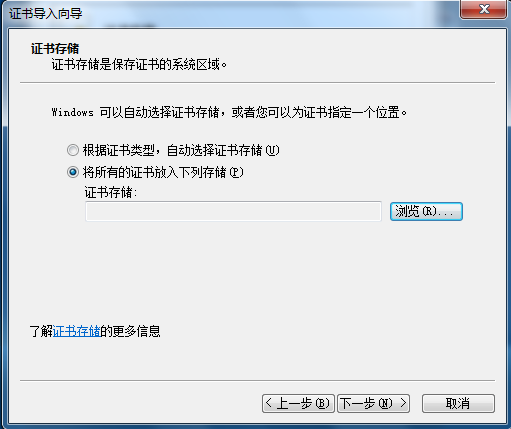 证书导入向导
证书存储
证书存储是保存证书的系统区域。
Windows 可以自动选择证书存储，或者您可以为证书指定一个位置。
根据证书类型，自动选择证书存储(U)
将所有的证书放入下列存储(P)
证书存储:
浏览(R)...
了解证书存储的更多信息
< 上一步(B) 下一步(N) > 取消